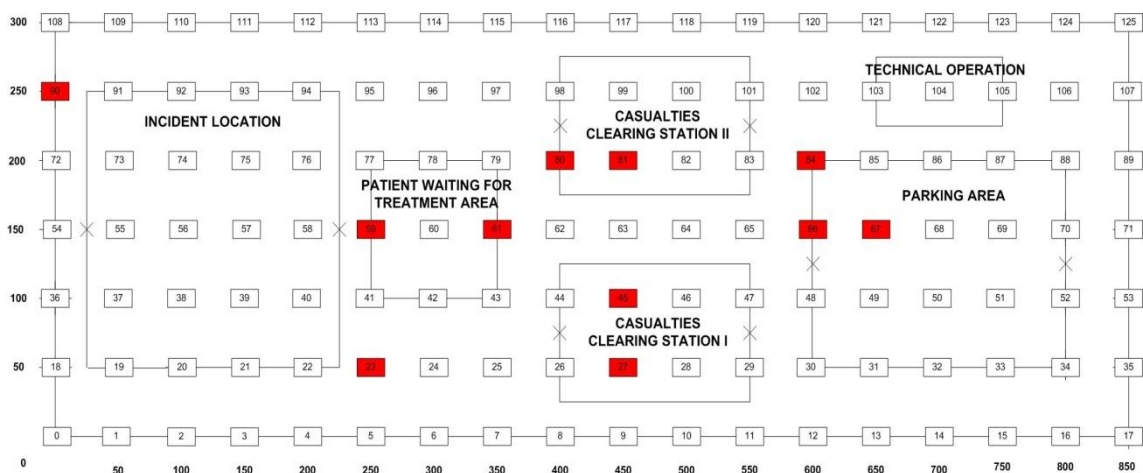 300 108 109 110 111 112 113 114 115 116 117 118 119 120 121 122 123 124 125
TECHNICAL OPERATION
250 90 91 92 93 94 95 96 97 98 99 100 101 102 103 104 105 106 107
INCIDENT LOCATION
CASUALTIES
CLEARING STATION II
200 72 73 74 75 76 77 78 79 80 81 82 83 84 85 86 87 88 89
PATIENT WAITING FOR
TREATMENT AREA
PARKING AREA
150 54 55 56 57 58 59 60 61 62 63 64 65 66 67 68 69 70 71
100 36 37 38 39 40 41 42 43 44 45 46 47 48 49 50 51 52 53
CASUALTIES
CLEARING STATION I
50 18 19 20 21 22 23 24 25 26 27 28 29 30 31 32 33 34 35
0 1 2 3 4 5 6 7 8 9 10 11 12 13 14 15 16 17
0 50 100 150 200 250 300 350 400 450 500 550 600 650 700 750 800 850